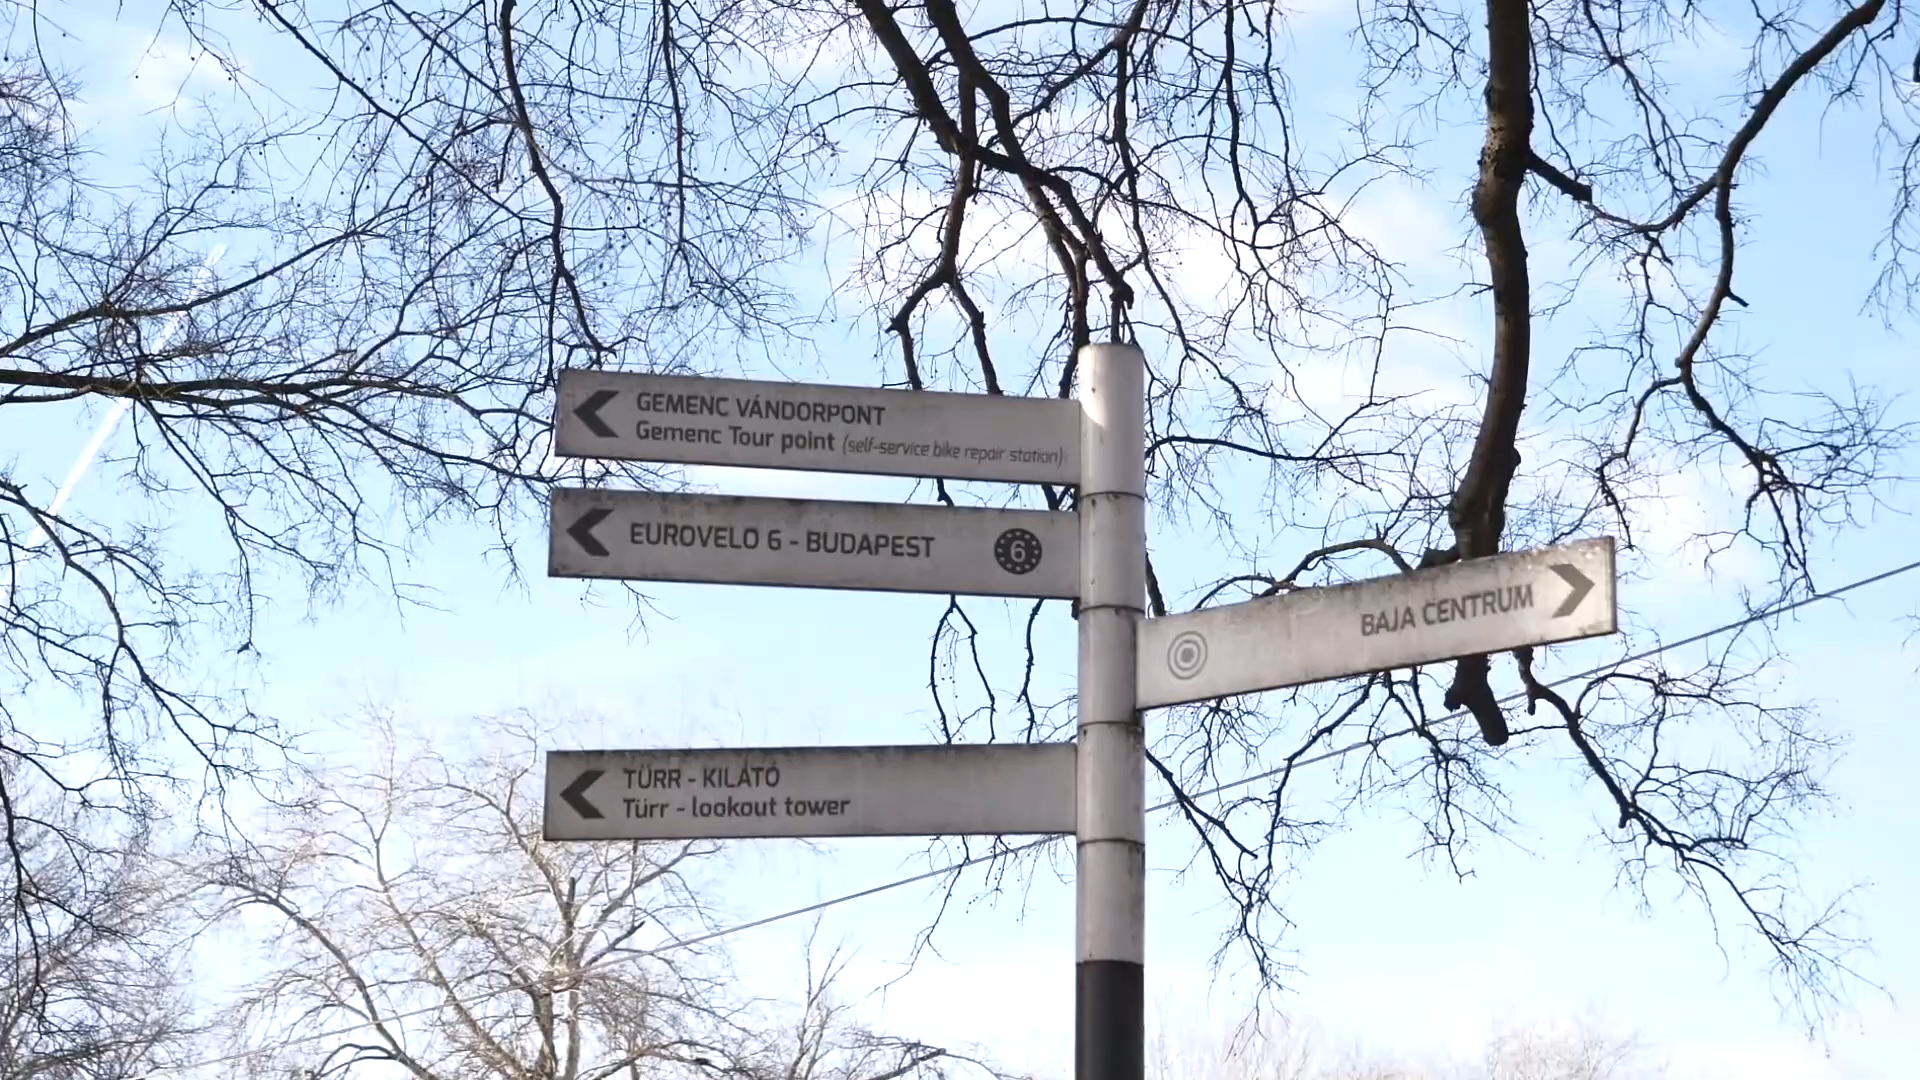 GEMENC VÁNDORPONT
Gemenc Tour point (self-service bike repair station)
EUROVELO 6 - BUDAPEST 6
BAJA CENTRUM
TÜRR - KILÁTÓ
Türr - lookout tower